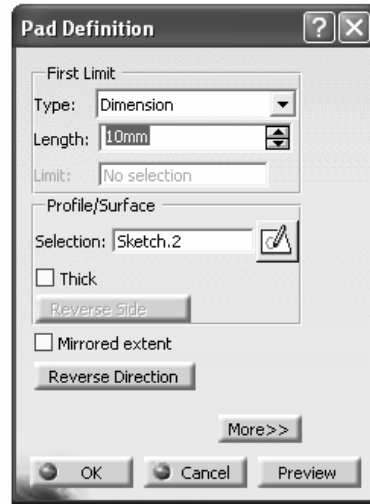 Pad Definition
First Limit
Type: Dimension
Length: 10mm
Limit: No selection
Profile/Surface
Selection: Sketch.2
Thick
Reverse Side
Mirrored extent
Reverse Direction
More>>
OK Cancel Preview